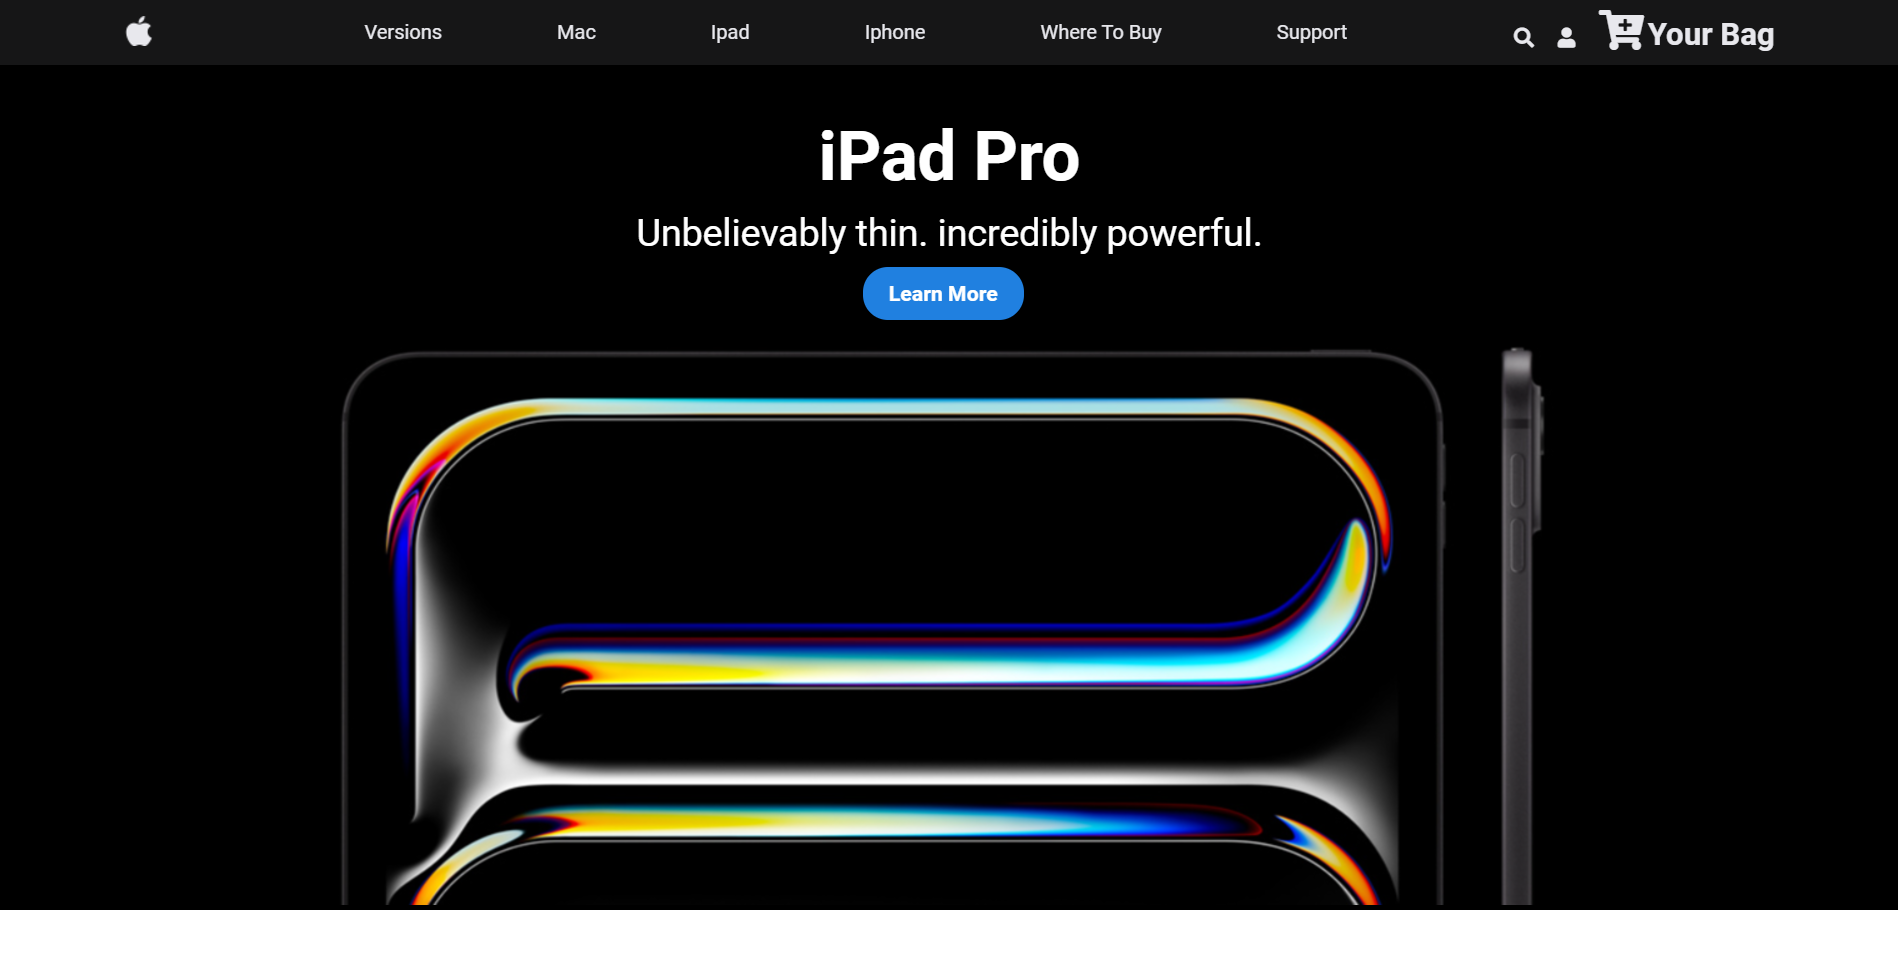 Versions Mac Ipad Iphone Where To Buy Support Your Bag
iPad Pro
Unbelievably thin. incredibly powerful.
Learn More